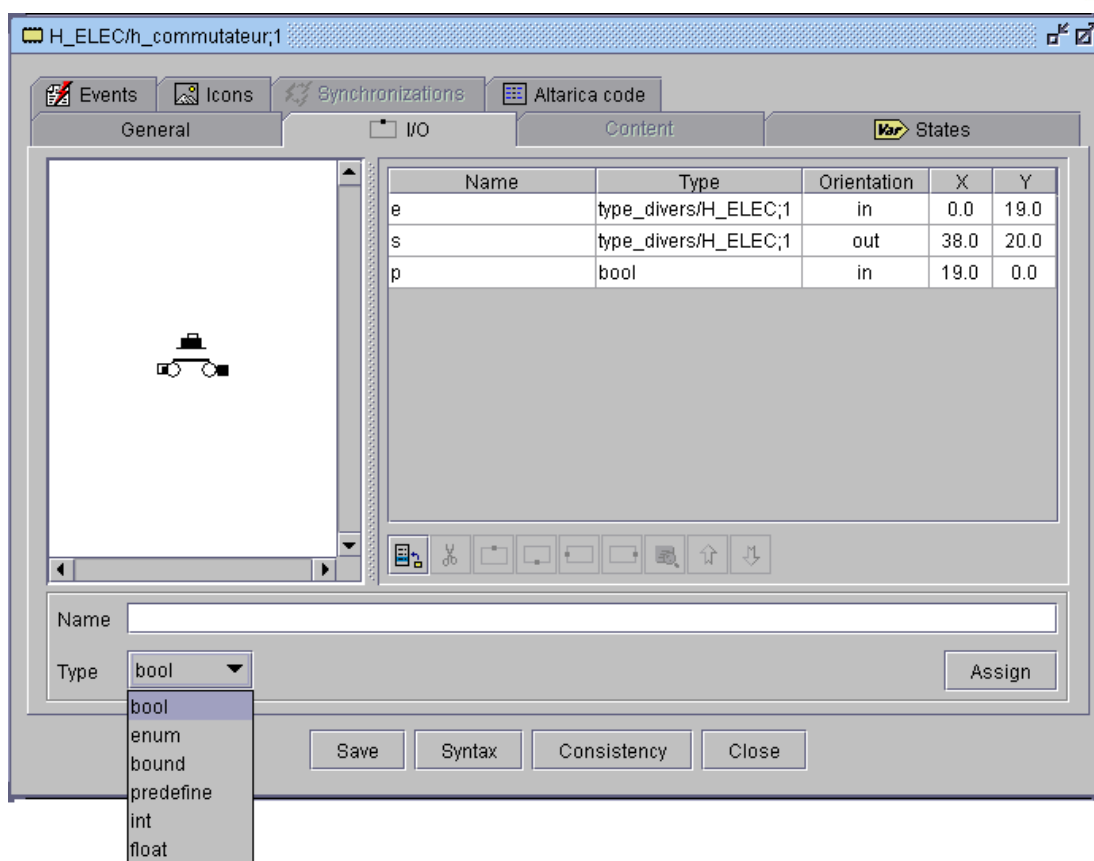 H_ELEC/h_commutateur;1
Events Icons Synchronizations Altarica code
General I/O Content Var States
Name Type Orientation X Y
e type_divers/H_ELEC;1 in 0.0 19.0
s type_divers/H_ELEC;1 out 38.0 20.0
p bool in 19.0 0.0
Name
Type bool Assign
bool
enum
bound
predefine
int
float
Save Syntax Consistency Close